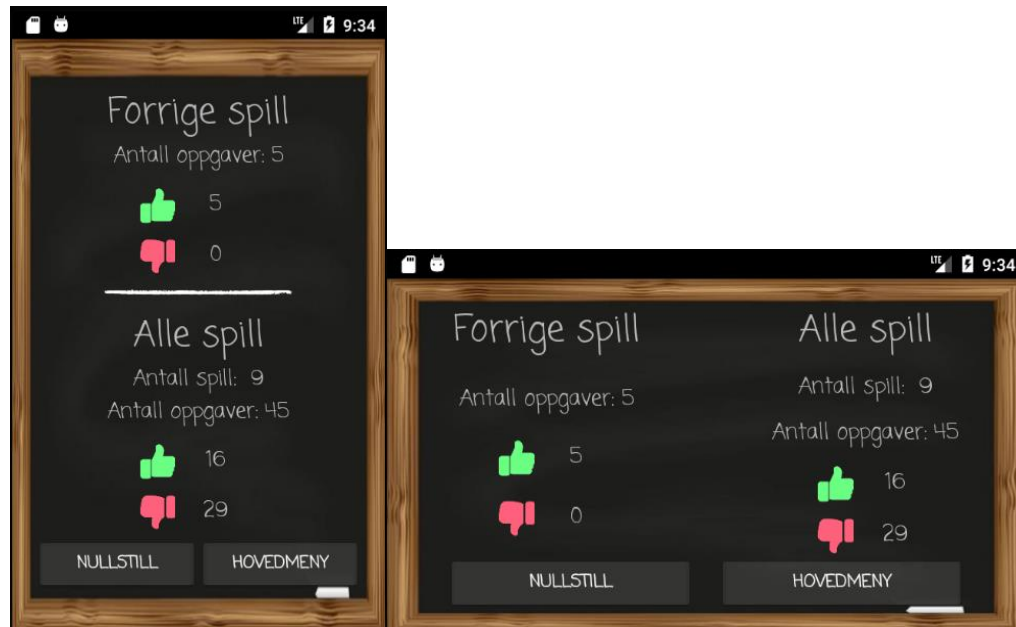 LTE 9:34
Forrige spill
Antall oppgaver: 5
5
0
Alle spill
Antall spill: 9
Antall oppgaver: 45
16
29
NULLSTILL HOVEDMENY
LTE 9:34
Forrige spill
Antall oppgaver: 5
5
0
Alle spill
Antall spill: 9
Antall oppgaver: 45
16
29
NULLSTILL HOVEDMENY